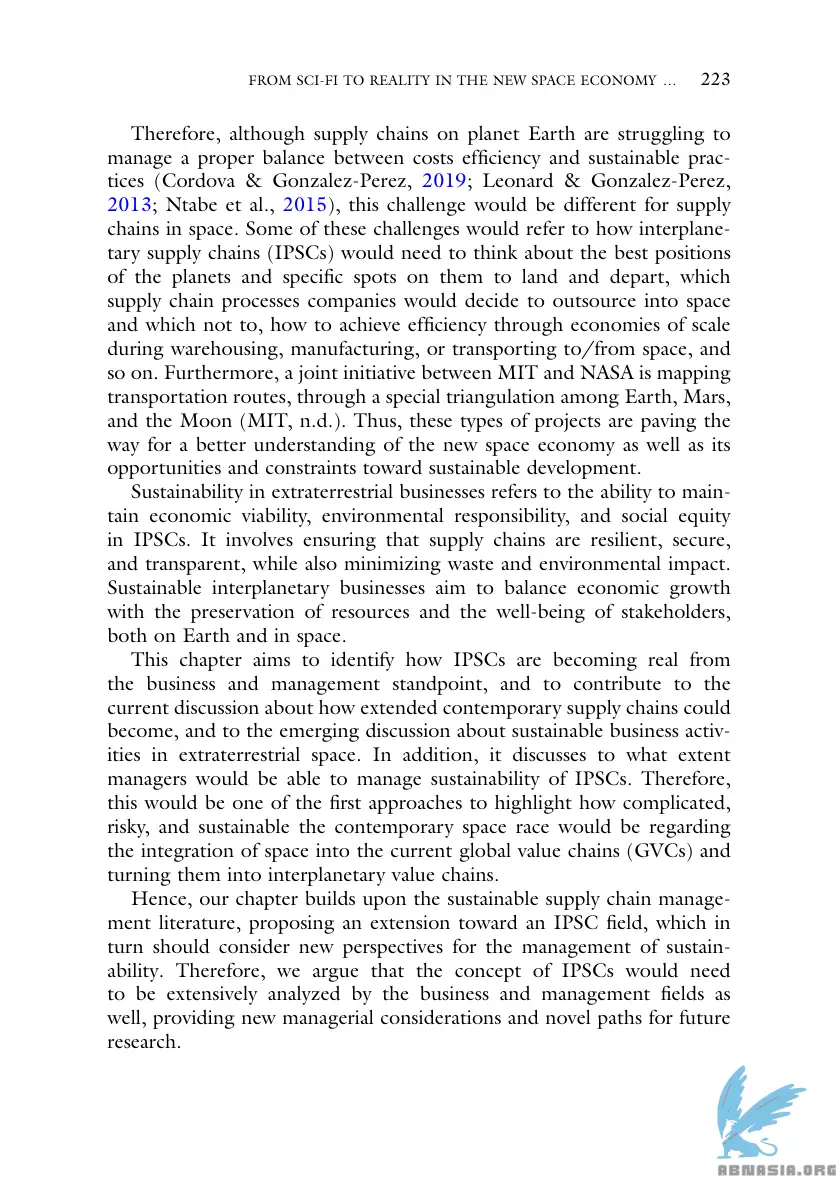 FROM SCI-FI TO REALITY IN THE NEW SPACE ECONOMY ... 223
Therefore, although supply chains on planet Earth are struggling to
manage a proper balance between costs efficiency and sustainable prac-
tices (Cordova & Gonzalez-Perez, 2019; Leonard & Gonzalez-Perez,
2013; Ntabe et al., 2015), this challenge would be different for supply
chains in space. Some of these challenges would refer to how interplane-
tary supply chains (IPSCs) would need to think about the best positions
of the planets and specific spots on them to land and depart, which
supply chain processes companies would decide to outsource into space
and which not to, how to achieve efficiency through economies of scale
during warehousing, manufacturing, or transporting to/from space, and
so on. Furthermore, a joint initiative between MIT and NASA is mapping
transportation routes, through a special triangulation among Earth, Mars,
and the Moon (MIT, n.d.). Thus, these types of projects are paving the
way for a better understanding of the new space economy as well as its
opportunities and constraints toward sustainable development.
Sustainability in extraterrestrial businesses refers to the ability to main-
tain economic viability, environmental responsibility, and social equity
in IPSCs. It involves ensuring that supply chains are resilient, secure,
and transparent, while also minimizing waste and environmental impact.
Sustainable interplanetary businesses aim to balance economic growth
with the preservation of resources and the well-being of stakeholders,
both on Earth and in space.
This chapter aims to identify how IPSCs are becoming real from
the business and management standpoint, and to contribute to the
current discussion about how extended contemporary supply chains could
become, and to the emerging discussion about sustainable business activ-
ities in extraterrestrial space. In addition, it discusses to what extent
managers would be able to manage sustainability of IPSCs. Therefore,
this would be one of the first approaches to highlight how complicated,
risky, and sustainable the contemporary space race would be regarding
the integration of space into the current global value chains (GVCs) and
turning them into interplanetary value chains.
Hence, our chapter builds upon the sustainable supply chain manage-
ment literature, proposing an extension toward an IPSC field, which in
turn should consider new perspectives for the management of sustain-
ability. Therefore, we argue that the concept of IPSCs would need
to be extensively analyzed by the business and management fields as
well, providing new managerial considerations and novel paths for future
research.
ABNASIA.ORG